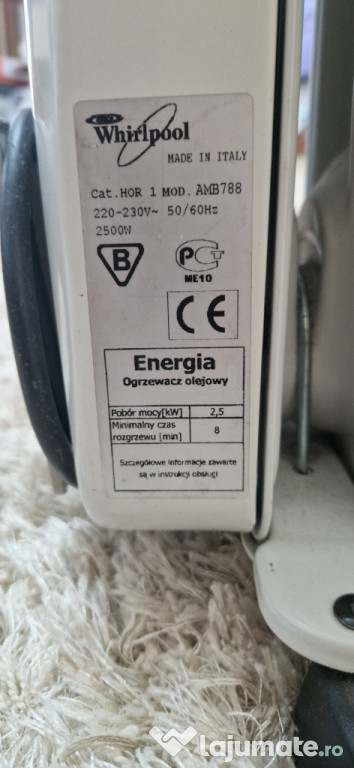 Whirlpool
MADE IN ITALY
Cat.HOR 1 MOD. AMB788
220-230V~ 50/60Hz
2500W
B
PCT
ME10
CE
Energia
Ogrzewacz olejowy
Pobór mocy[kW] 2,5
Minimalny czas
rozgrzewu [min] 8
Szczegółowe informacje zawarte
są w instrukcji obsługi
lajumate.ro